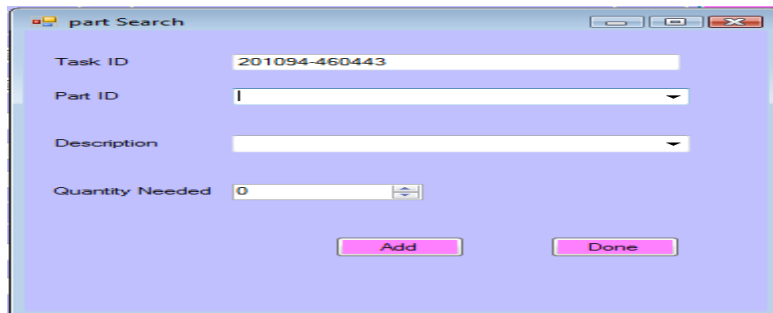 part Search
Task ID 201094-460443
Part ID
Description
Quantity Needed 0
Add Done